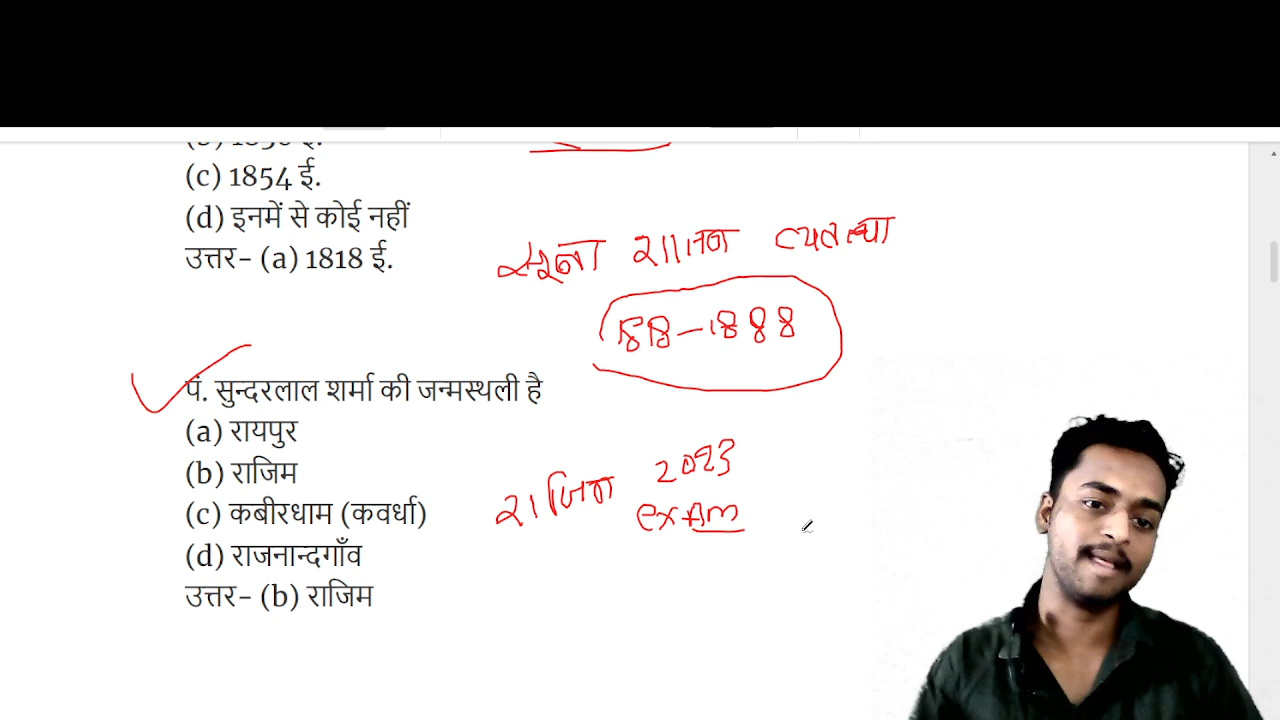 (c) 1854 ई.
(d) इनमें से कोई नहीं
उत्तर- (a) 1818 ई.
सूबा शासन व्यवस्था
1818-1888
पं. सुन्दरलाल शर्मा की जन्मस्थली है
(a) रायपुर
(b) राजिम
(c) कबीरधाम (कवर्धा)
(d) राजनान्दगाँव
उत्तर- (b) राजिम
राजिम 2023
exam